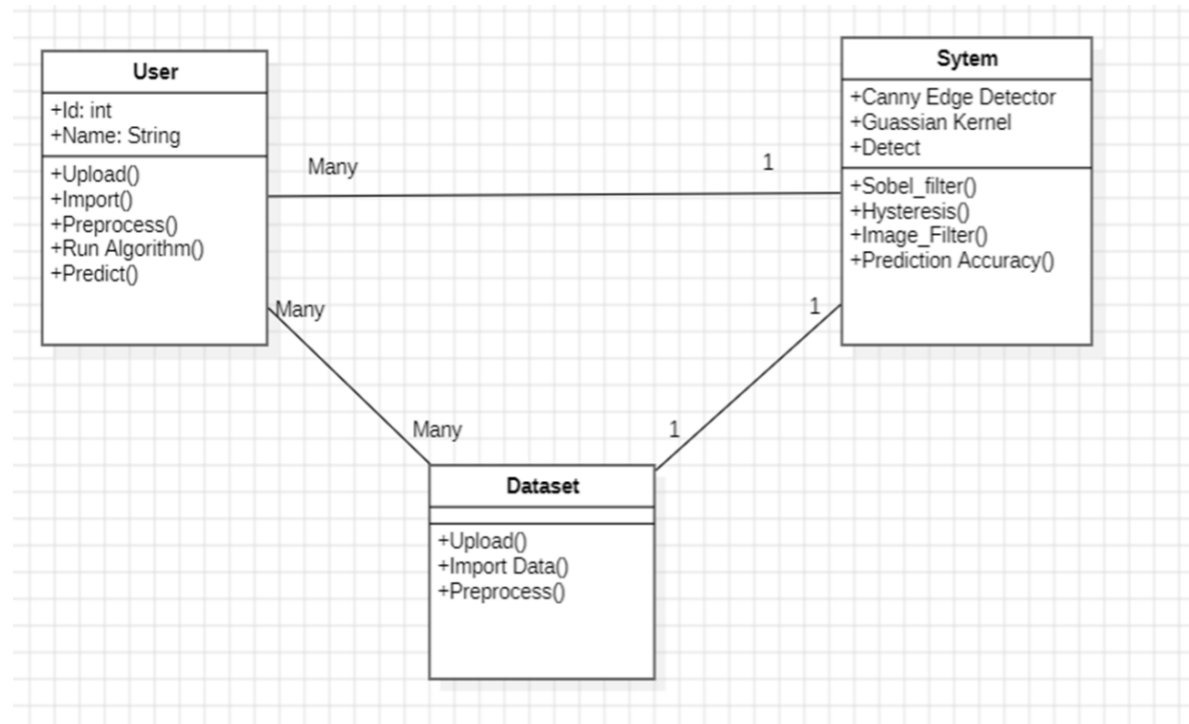 User
+Id: int
+Name: String
+Upload()
+Import()
+Preprocess()
+Run Algorithm()
+Predict()
Many
1
Sytem
+Canny Edge Detector
+Guassian Kernel
+Detect
+Sobel_filter()
+Hysteresis()
+Image_Filter()
+Prediction Accuracy()
Many
1
Many
1
Dataset
+Upload()
+Import Data()
+Preprocess()